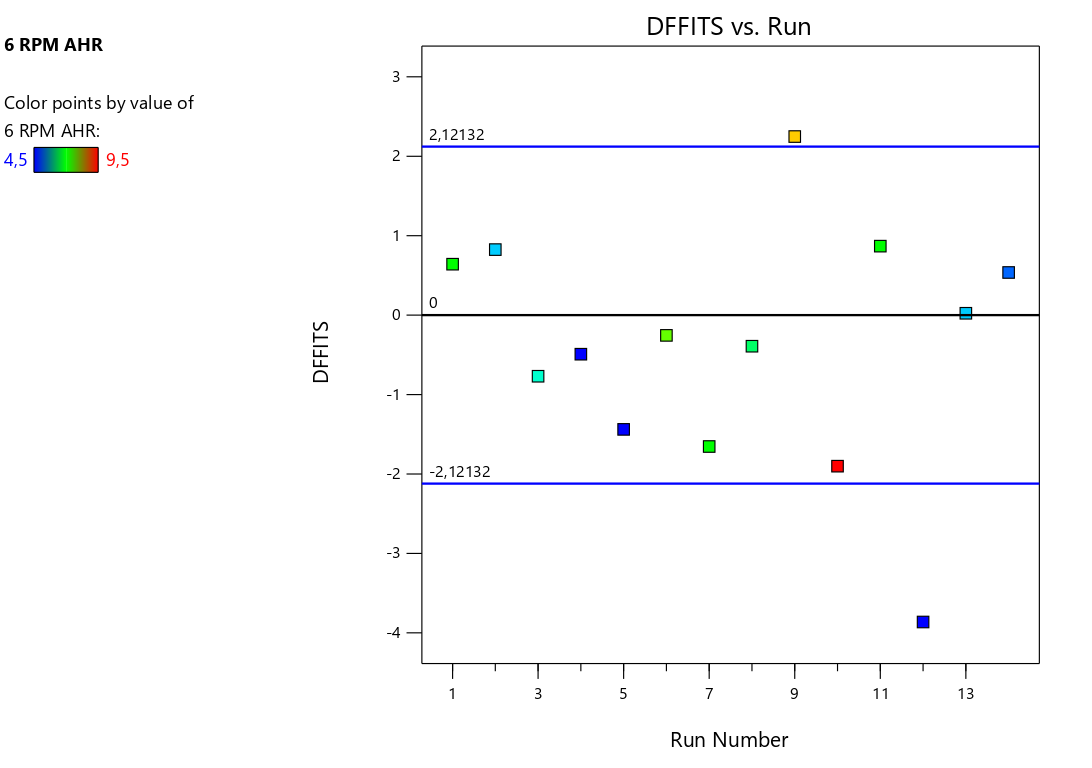 6 RPM AHR
Color points by value of
6 RPM AHR:
4,5 9,5
DFFITS vs. Run
DFFITS
3
2
1
0
-1
-2
-3
-4
2,12132
0
-2,12132
1 3 5 7 9 11 13
Run Number